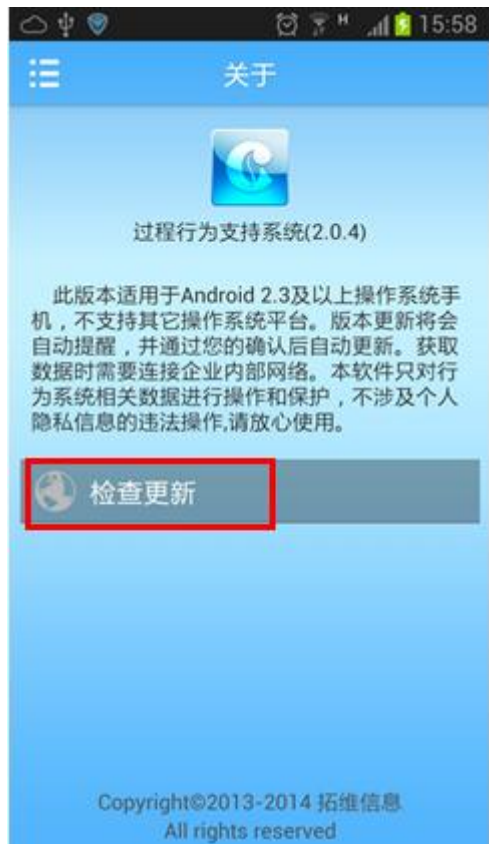 H 15:58
关于
过程行为支持系统(2.0.4)
此版本适用于Android 2.3及以上操作系统手
机，不支持其它操作系统平台。版本更新将会
自动提醒，并通过您的确认后自动更新。获取
数据时需要连接企业内部网络。本软件只对行
为系统相关数据进行操作和保护，不涉及个人
隐私信息的违法操作,请放心使用。
检查更新
Copyright©2013-2014 拓维信息
All rights reserved